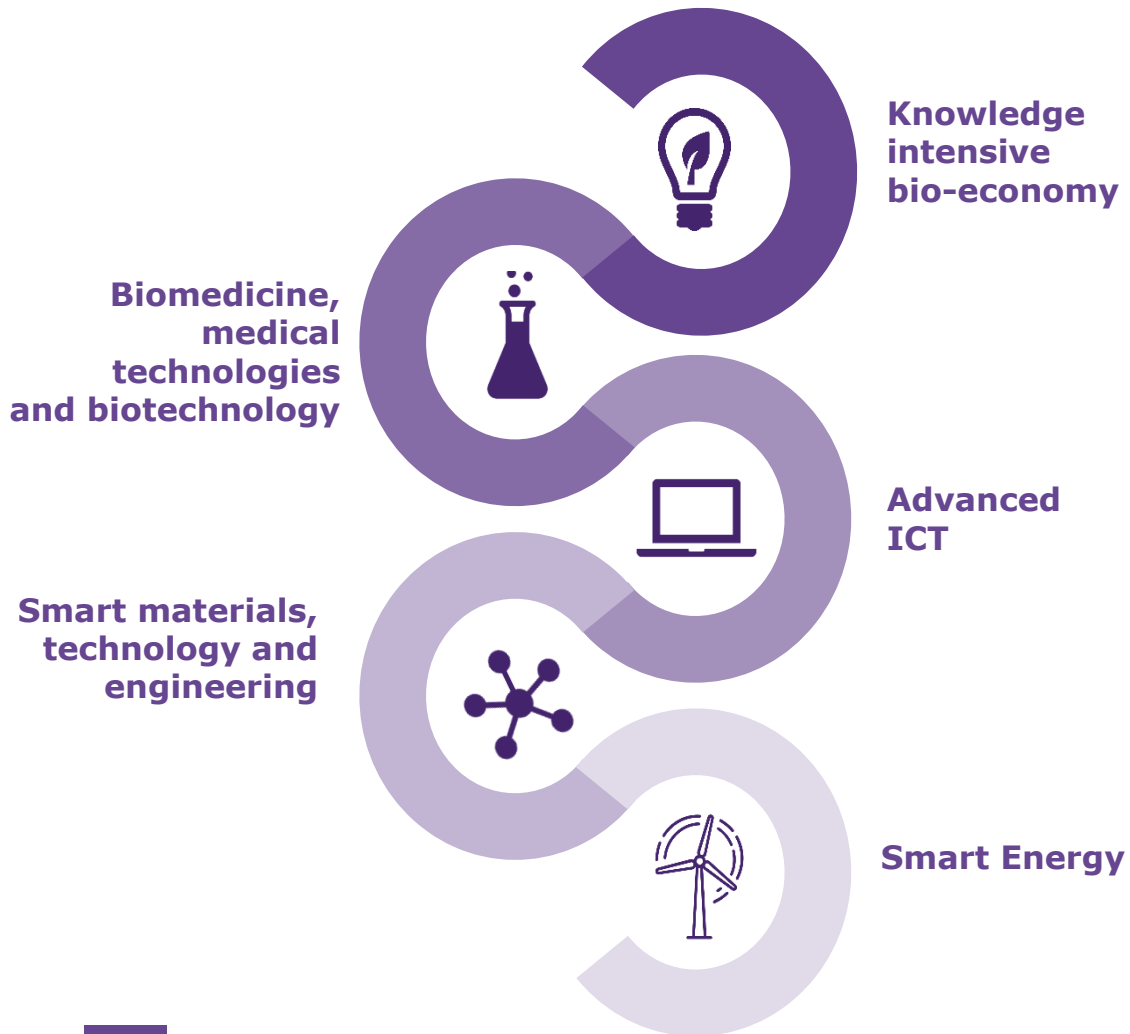 Knowledge
intensive
bio-economy
Biomedicine,
medical
technologies
and biotechnology
Advanced
ICT
Smart materials,
technology and
engineering
Smart Energy